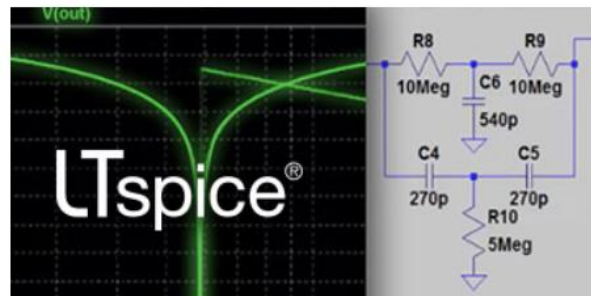 V(out)
LTspice®
R8
10Meg
R9
10Meg
C6
540p
C4
270p
C5
270p
R10
5Meg